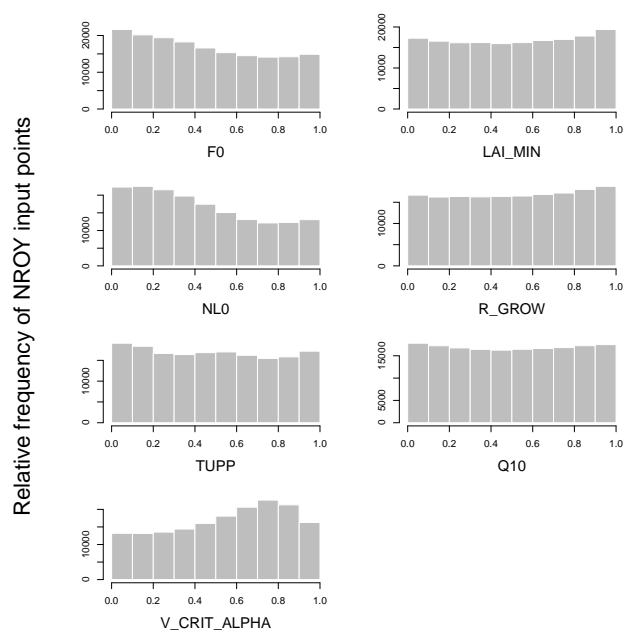 Relative frequency of NROY input points
0 10000 20000
0.0 0.2 0.4 0.6 0.8 1.0
F0
0 10000 20000
0.0 0.2 0.4 0.6 0.8 1.0
LAI_MIN
0 10000
0.0 0.2 0.4 0.6 0.8 1.0
NL0
0 10000
0.0 0.2 0.4 0.6 0.8 1.0
R_GROW
0 10000
0.0 0.2 0.4 0.6 0.8 1.0
TUPP
0 5000 15000
0.0 0.2 0.4 0.6 0.8 1.0
Q10
0 10000
0.0 0.2 0.4 0.6 0.8 1.0
V_CRIT_ALPHA